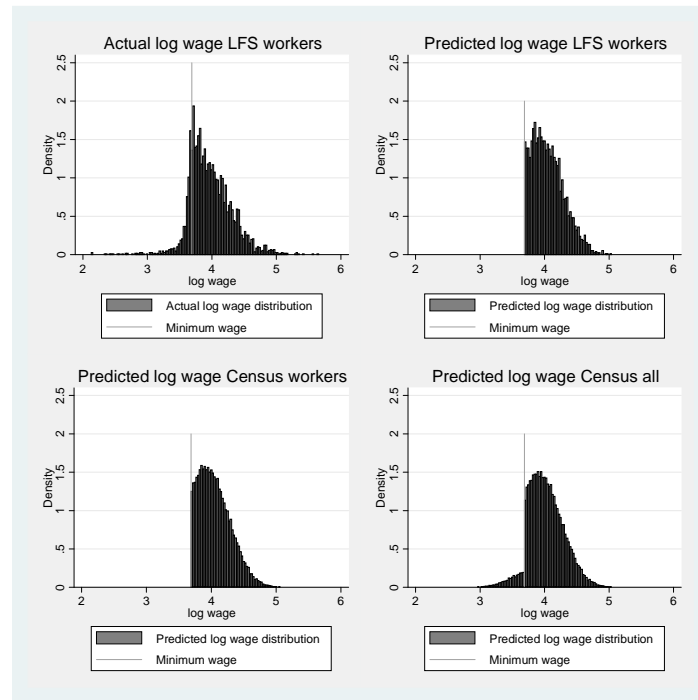 Actual log wage LFS workers
Density
0 .5 1 1.5 2 2.5
2 3 4 5 6
log wage
Actual log wage distribution
Minimum wage
Predicted log wage LFS workers
Density
0 .5 1 1.5 2 2.5
2 3 4 5 6
log wage
Predicted log wage distribution
Minimum wage
Predicted log wage Census workers
Density
0 .5 1 1.5 2 2.5
2 3 4 5 6
log wage
Predicted log wage distribution
Minimum wage
Predicted log wage Census all
Density
0 .5 1 1.5 2 2.5
2 3 4 5 6
log wage
Predicted log wage distribution
Minimum wage